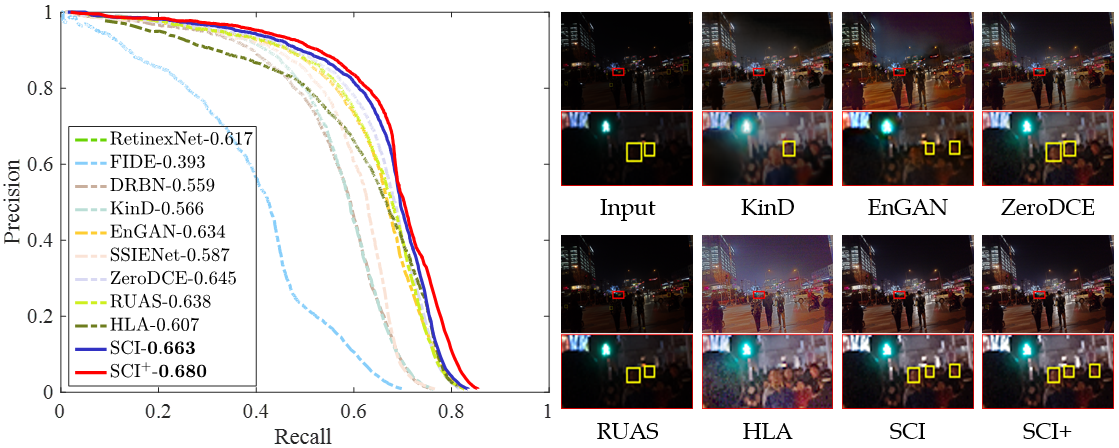 1
0.8
0.6
0.4
0.2
0
Precision
RetinexNet-0.617
FIDE-0.393
DRBN-0.559
KinD-0.566
EnGAN-0.634
SSIENet-0.587
ZeroDCE-0.645
RUAS-0.638
HLA-0.607
SCI-0.663
SCI+-0.680
0 0.2 0.4 0.6 0.8 1
Recall
Input KinD EnGAN ZeroDCE
RUAS HLA SCI SCI+